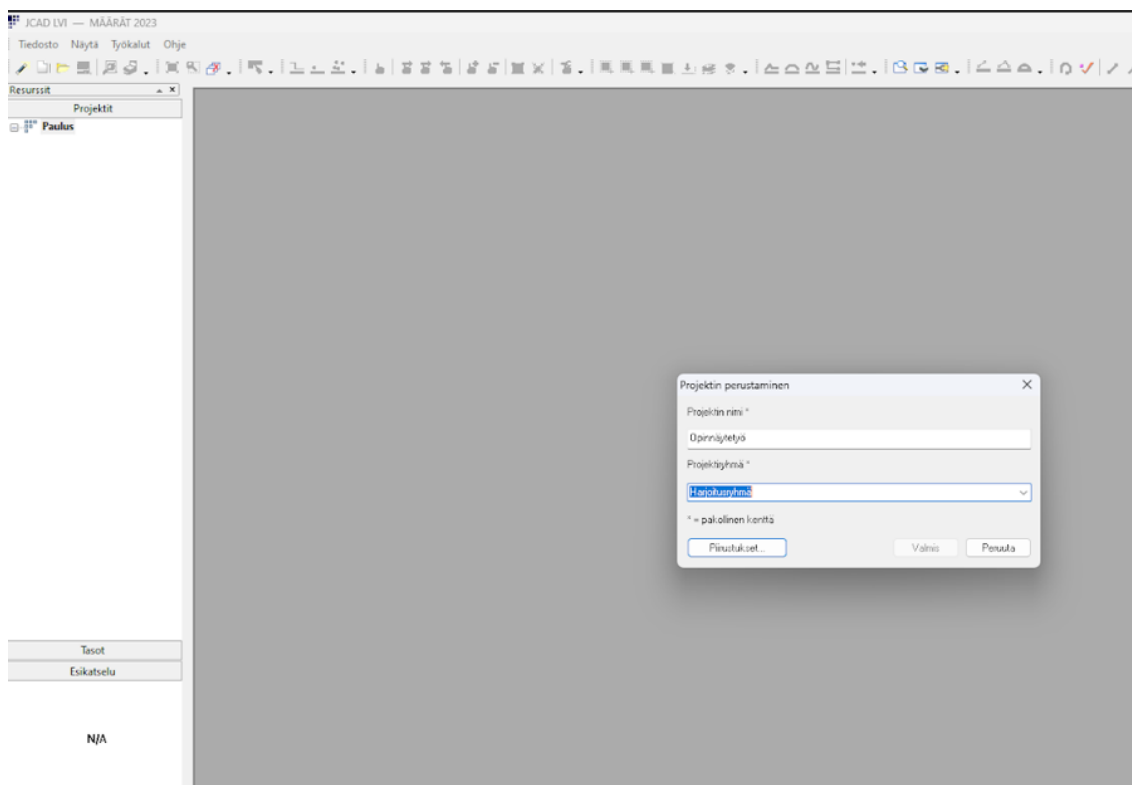 JCAD LVI — MÄÄRÄT 2023
Tiedosto Näytä Työkalut Ohje
Resurssit
Projektit
Paulus
Projektin perustaminen
Projektin nimi *
Opinnäytetyö
Projektiryhmä *
Harjoitusryhmä
* = pakollinen kenttä
Piirustukset... Valmis Peruuta
Tasot
Esikatselu
N/A